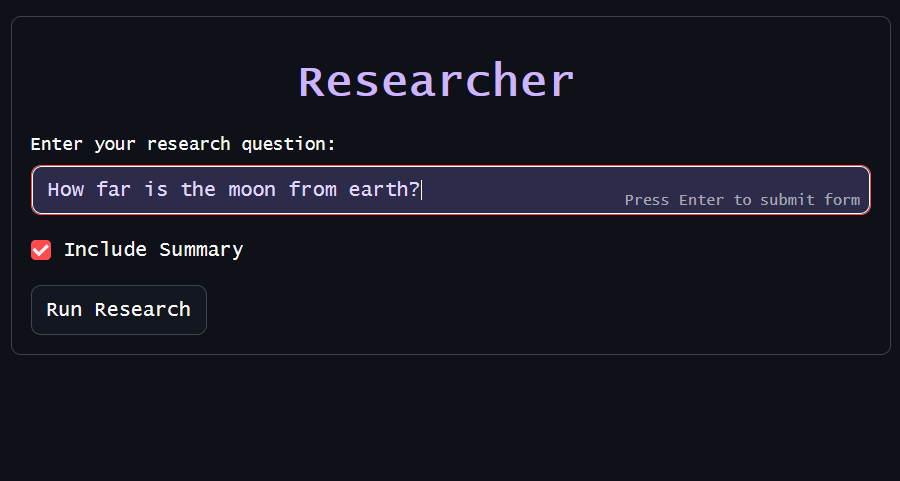 Researcher
Enter your research question:
How far is the moon from earth?
Press Enter to submit form
Include Summary
Run Research